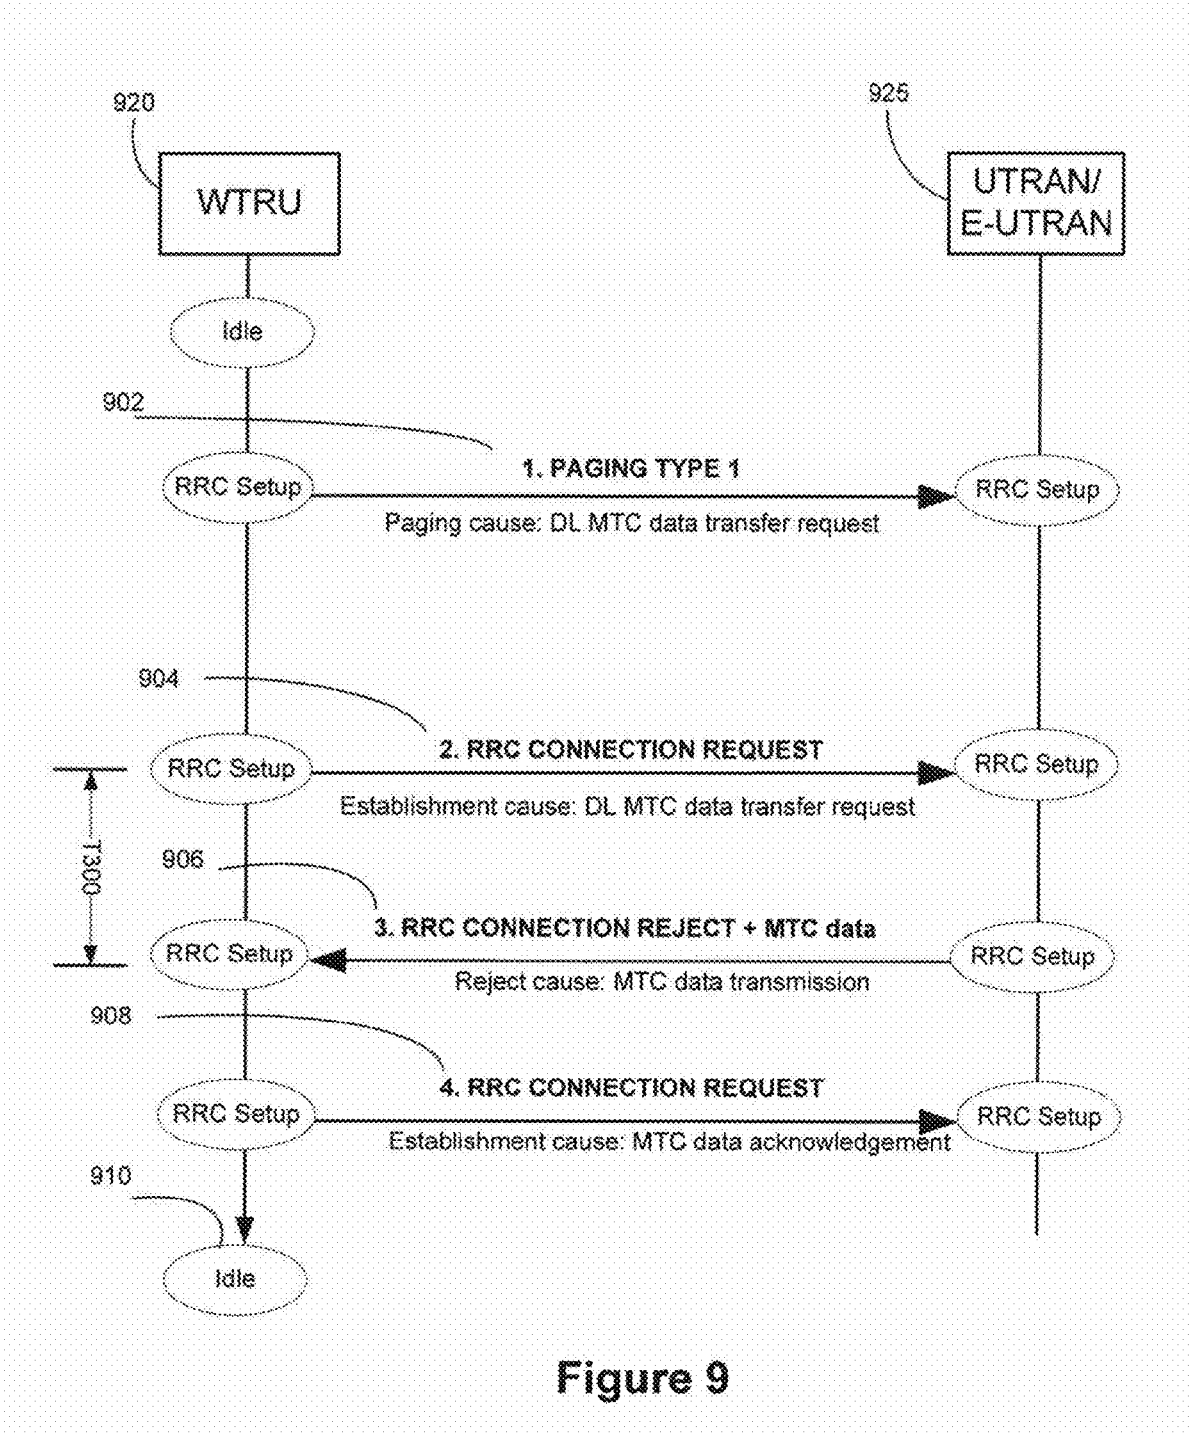 920
925
WTRU
UTRAN/
E-UTRAN
Idle
902
1. PAGING TYPE 1
RRC Setup
RRC Setup
Paging cause: DL MTC data transfer request
904
2. RRC CONNECTION REQUEST
RRC Setup
RRC Setup
Establishment cause: DL MTC data transfer request
T300
906
3. RRC CONNECTION REJECT + MTC data
RRC Setup
RRC Setup
Reject cause: MTC data transmission
908
4. RRC CONNECTION REQUEST
RRC Setup
RRC Setup
Establishment cause: MTC data acknowledgement
910
Idle
Figure 9